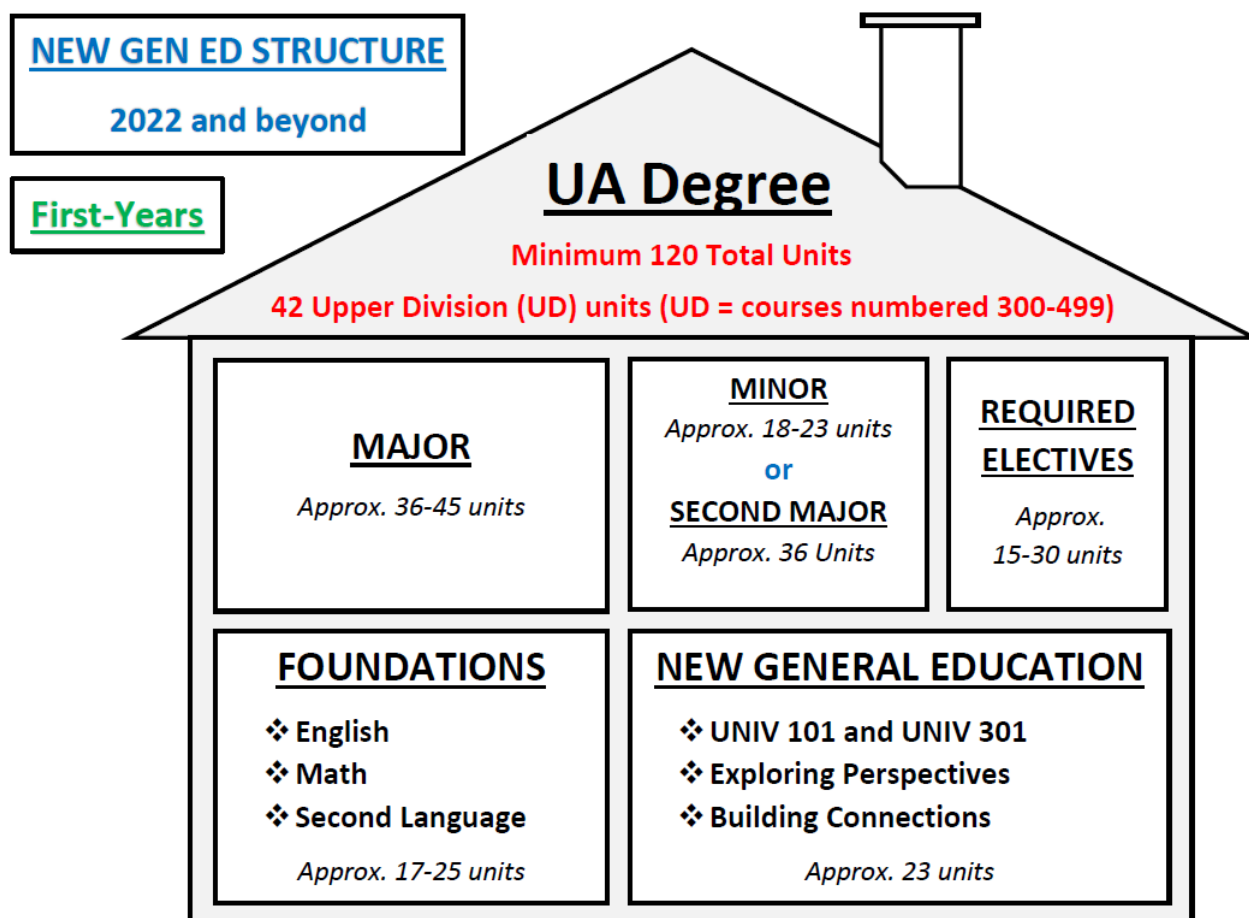 NEW GEN ED STRUCTURE
2022 and beyond
First-Years
UA Degree
Minimum 120 Total Units
42 Upper Division (UD) units (UD = courses numbered 300-499)
MAJOR
Approx. 36-45 units
MINOR
Approx. 18-23 units
or
SECOND MAJOR
Approx. 36 Units
REQUIRED
ELECTIVES
Approx.
15-30 units
FOUNDATIONS
❖ English
❖ Math
❖ Second Language
Approx. 17-25 units
NEW GENERAL EDUCATION
❖ UNIV 101 and UNIV 301
❖ Exploring Perspectives
❖ Building Connections
Approx. 23 units